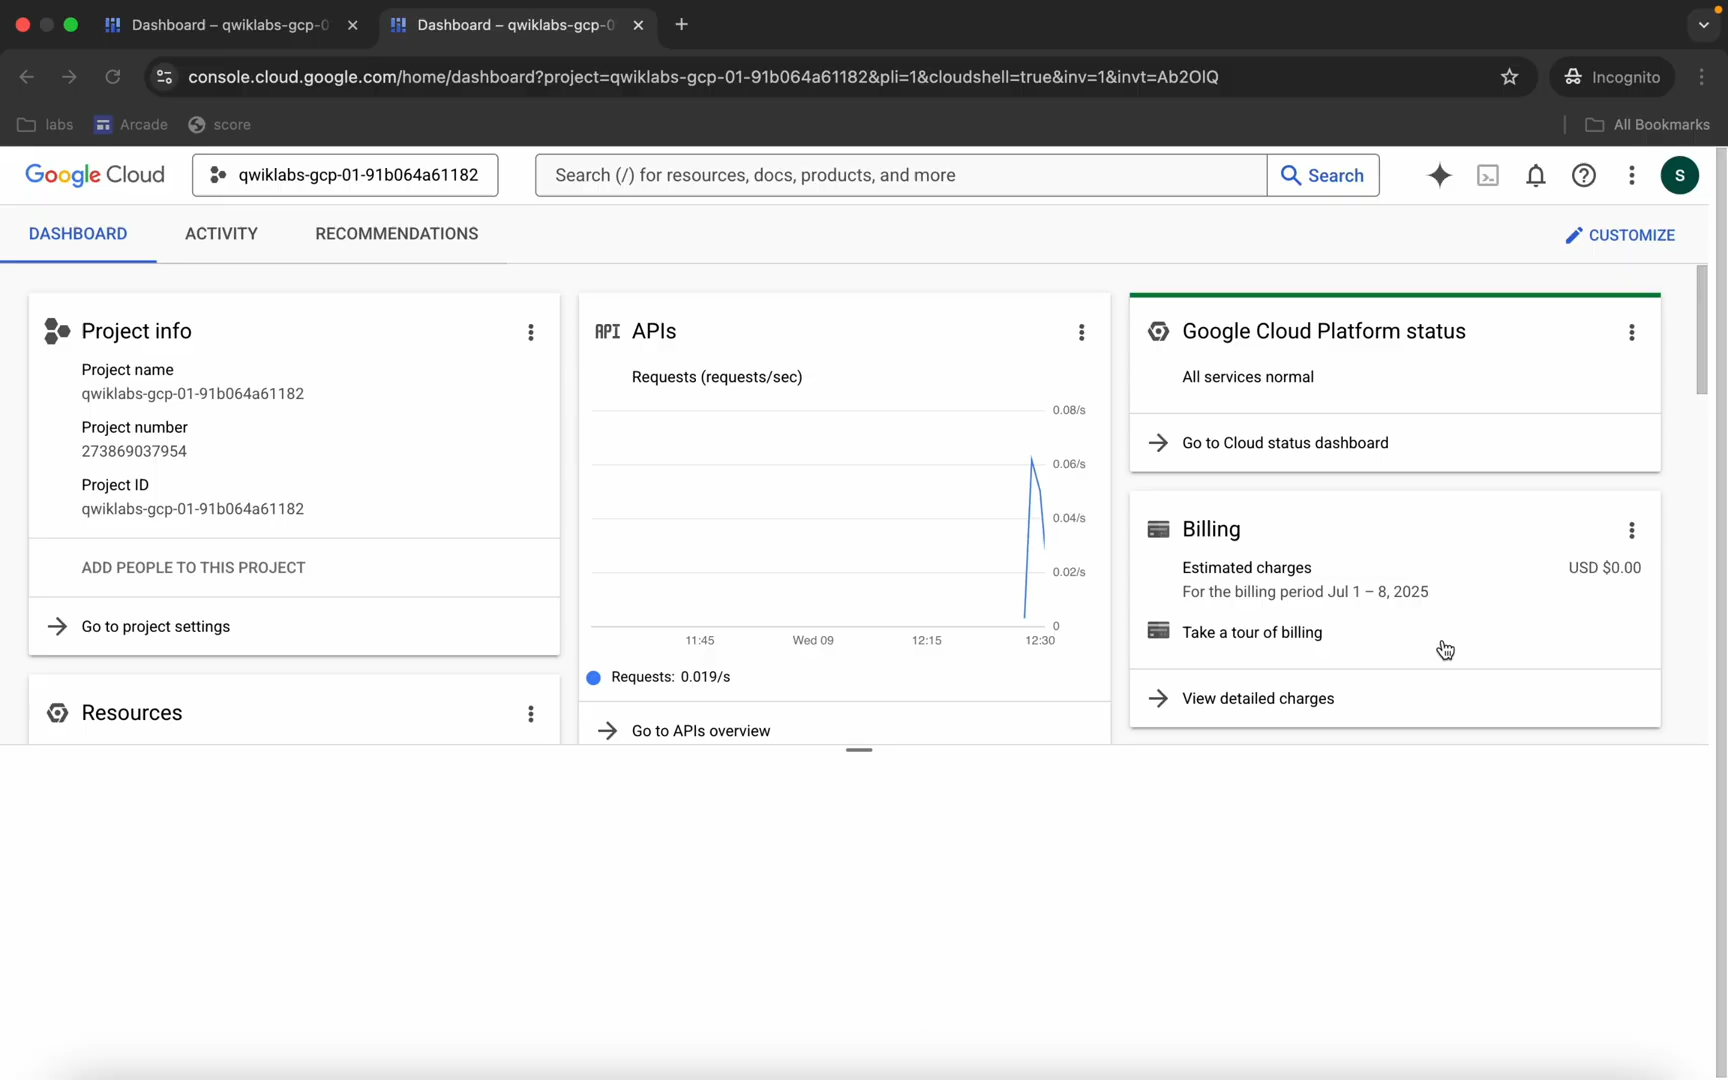 Dashboard – qwiklabs-gcp-0
Dashboard – qwiklabs-gcp-0
console.cloud.google.com/home/dashboard?project=qwiklabs-gcp-01-91b064a61182&pli=1&cloudshell=true&inv=1&invt=Ab2OlQ
Incognito
labs
Arcade
score
All Bookmarks
Google Cloud
qwiklabs-gcp-01-91b064a61182
Search (/) for resources, docs, products, and more
Search
S
DASHBOARD
ACTIVITY
RECOMMENDATIONS
CUSTOMIZE
Project info
Project name
qwiklabs-gcp-01-91b064a61182
Project number
273869037954
Project ID
qwiklabs-gcp-01-91b064a61182
ADD PEOPLE TO THIS PROJECT
Go to project settings
Resources
API APIs
Requests (requests/sec)
0.08/s
0.06/s
0.04/s
0.02/s
0
11:45
Wed 09
12:15
12:30
Requests: 0.019/s
Go to APIs overview
Google Cloud Platform status
All services normal
Go to Cloud status dashboard
Billing
Estimated charges
USD $0.00
For the billing period Jul 1 – 8, 2025
Take a tour of billing
View detailed charges